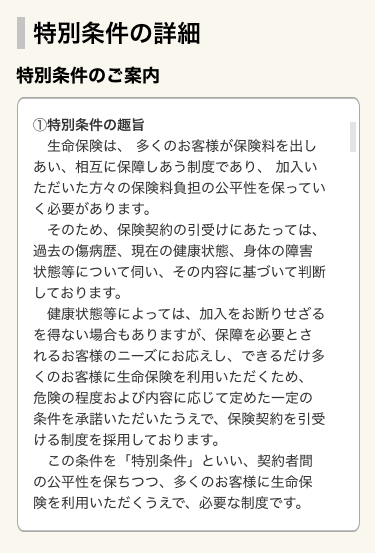 特別条件の詳細
特別条件のご案内
①特別条件の趣旨
　生命保険は、 多くのお客様が保険料を出し
あい、相互に保障しあう制度であり、 加入い
ただいた方々の保険料負担の公平性を保ってい
く必要があります。
　そのため、保険契約の引受けにあたっては、
過去の傷病歴、現在の健康状態、身体の障害
状態等について伺い、その内容に基づいて判断
しております。
　健康状態等によっては、加入をお断りせざる
を得ない場合もありますが、保障を必要とさ
れるお客様のニーズにお応えし、できるだけ多
くのお客様に生命保険を利用いただくため、
危険の程度および内容に応じて定めた一定の
条件を承諾いただいたうえで、保険契約を引受
ける制度を採用しております。
　この条件を「特別条件」といい、契約者間
の公平性を保ちつつ、多くのお客様に生命保
険を利用いただくうえで、必要な制度です。